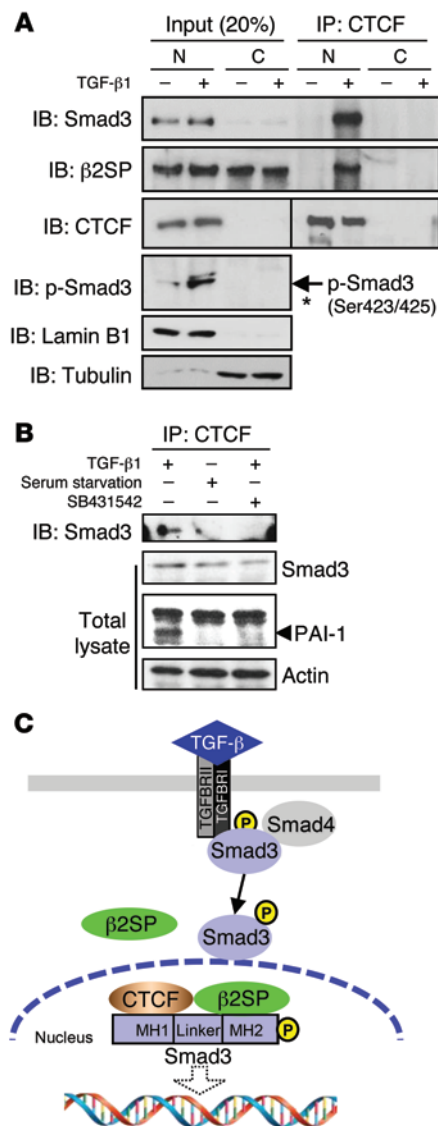 A
Input (20%) IP: CTCF
N C N C
TGF-β1 – + – + – + – +
IB: Smad3
IB: β2SP
IB: CTCF
IB: p-Smad3 p-Smad3
* (Ser423/425)
IB: Lamin B1
IB: Tubulin
B
IP: CTCF
TGF-β1 + – +
Serum starvation – + –
SB431542 – – +
IB: Smad3
Smad3
Total lysate
PAI-1
Actin
C
TGF-β
TGFBRII
TGFBRI
P
Smad4
Smad3
P
β2SP
Smad3
CTCF β2SP
Nucleus MH1 Linker MH2 P
Smad3